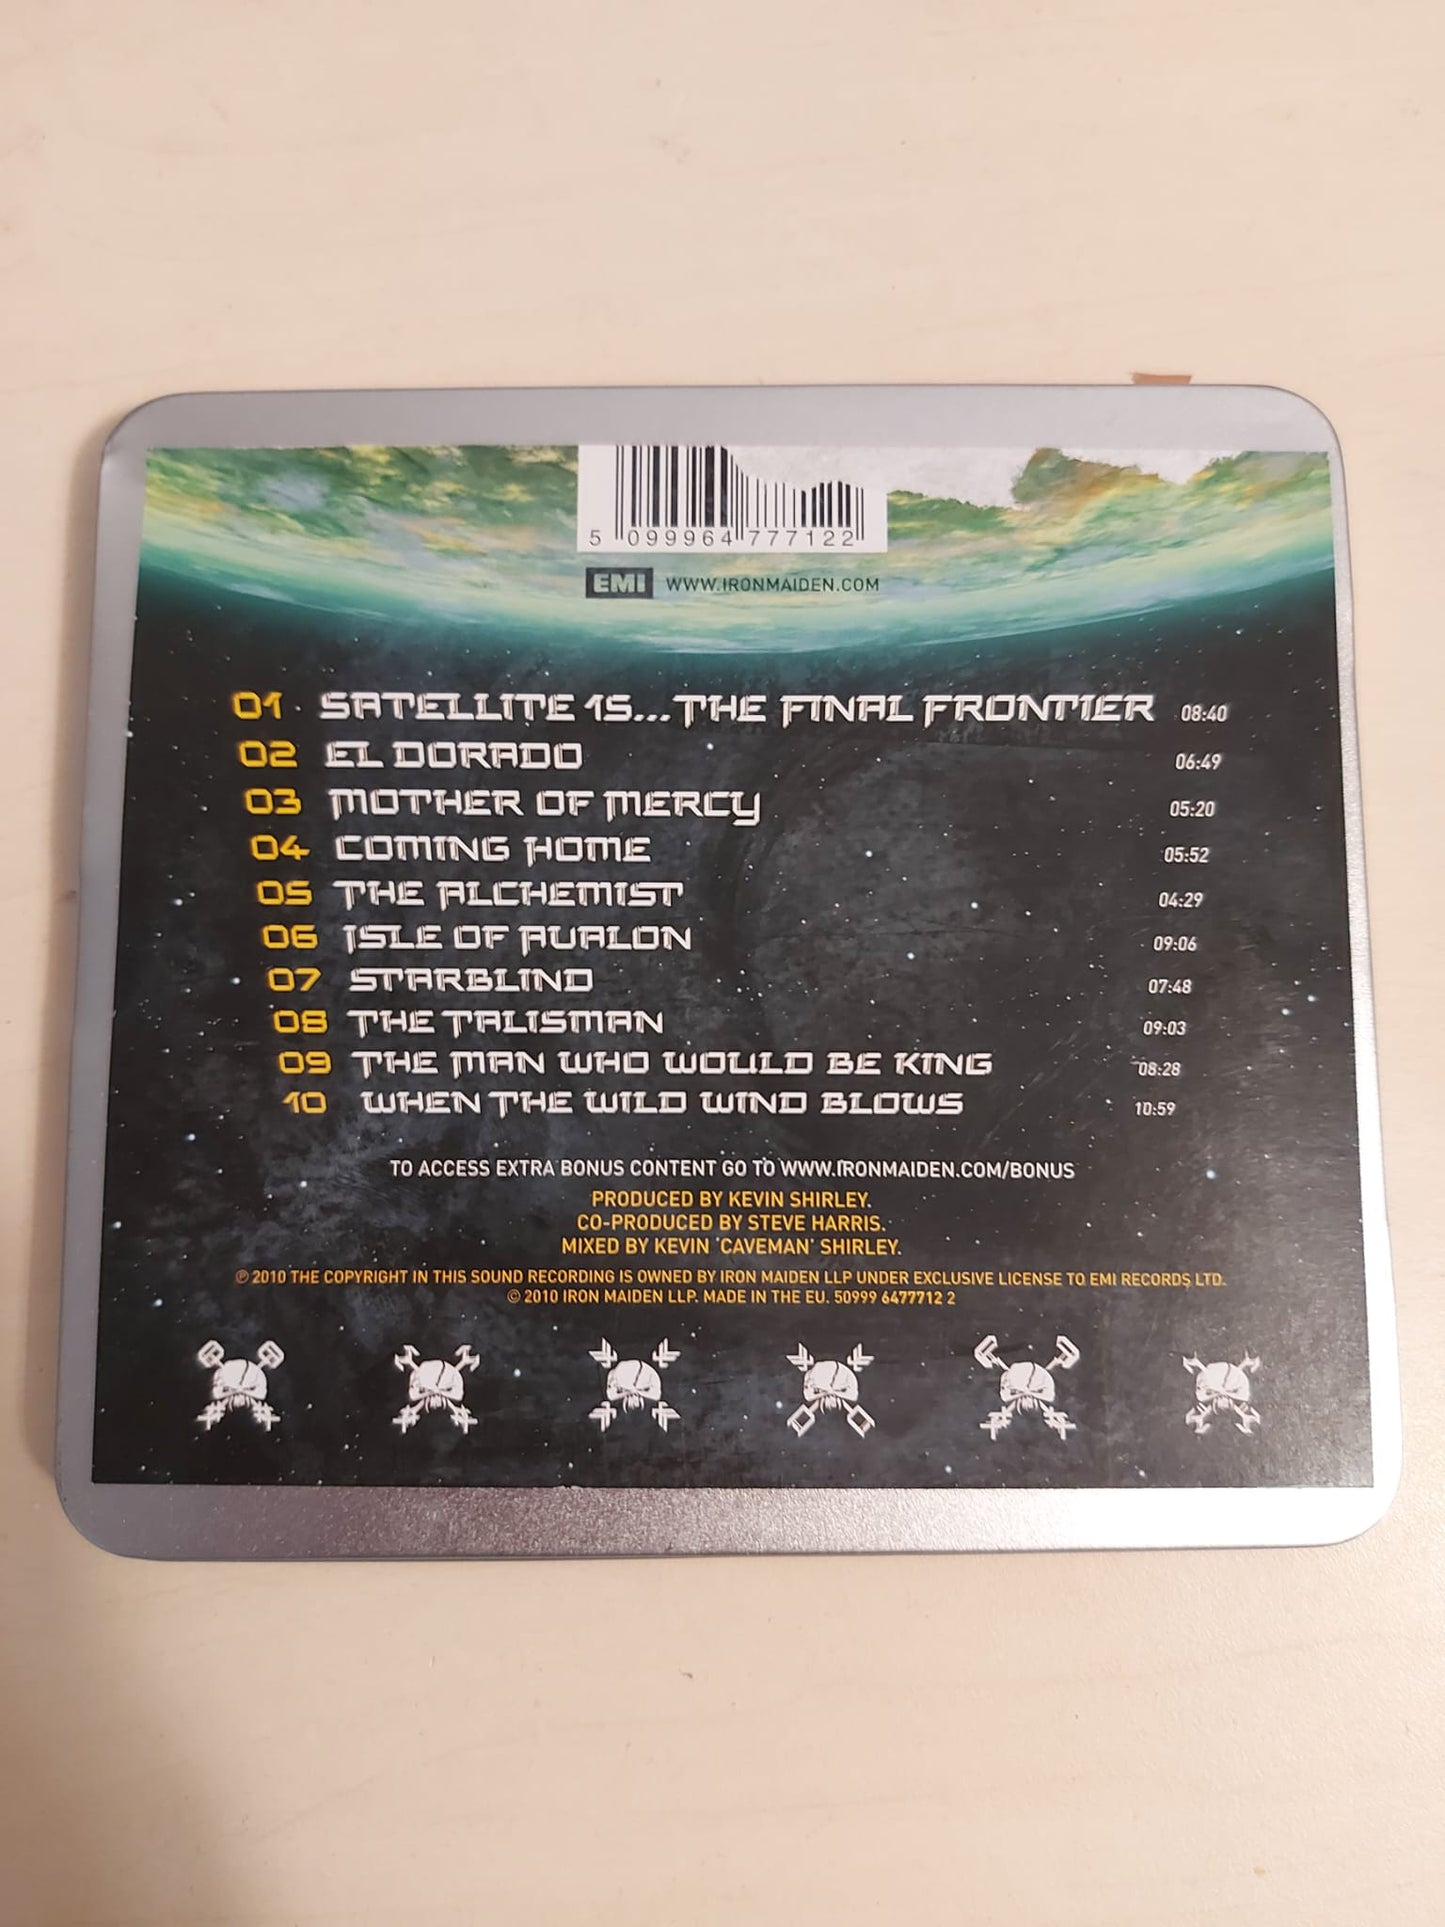 5 099964 777122
EMI WWW.IRONMAIDEN.COM
01 SATELLITE 15...THE FINAL FRONTIER 08:40
02 EL DORADO 06:49
03 MOTHER OF MERCY 05:20
04 COMING HOME 05:52
05 THE ALCHEMIST 04:29
06 ISLE OF AVALON 09:06
07 STARBLIND 07:48
08 THE TALISMAN 09:03
09 THE MAN WHO WOULD BE KING 08:28
10 WHEN THE WILD WIND BLOWS 10:59
TO ACCESS EXTRA BONUS CONTENT GO TO WWW.IRONMAIDEN.COM/BONUS
PRODUCED BY KEVIN SHIRLEY.
CO-PRODUCED BY STEVE HARRIS.
MIXED BY KEVIN 'CAVEMAN' SHIRLEY.
℗ 2010 THE COPYRIGHT IN THIS SOUND RECORDING IS OWNED BY IRON MAIDEN LLP UNDER EXCLUSIVE LICENSE TO EMI RECORDS LTD.
© 2010 IRON MAIDEN LLP. MADE IN THE EU. 50999 6477712 2